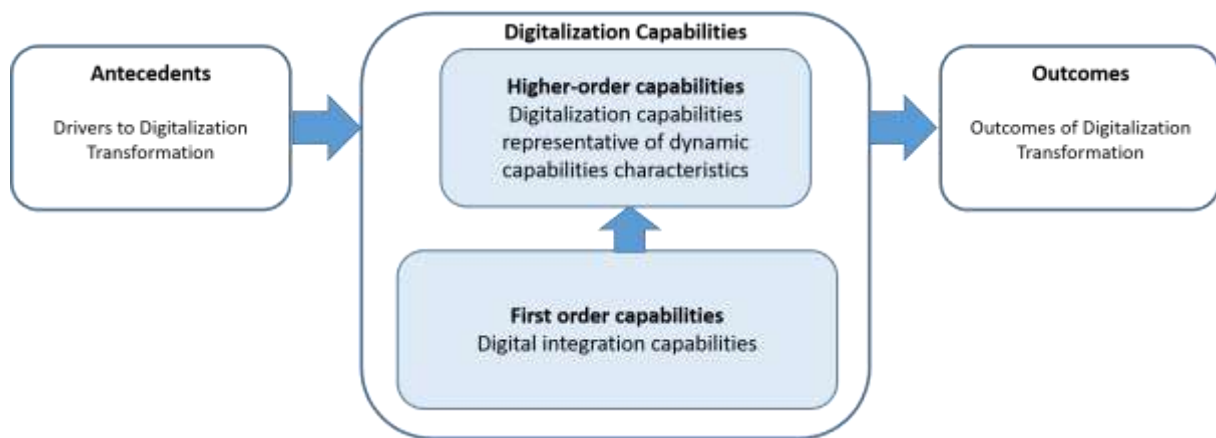 Antecedents
Drivers to Digitalization
Transformation
Digitalization Capabilities
Higher-order capabilities
Digitalization capabilities
representative of dynamic
capabilities characteristics
First order capabilities
Digital integration capabilities
Outcomes
Outcomes of Digitalization
Transformation